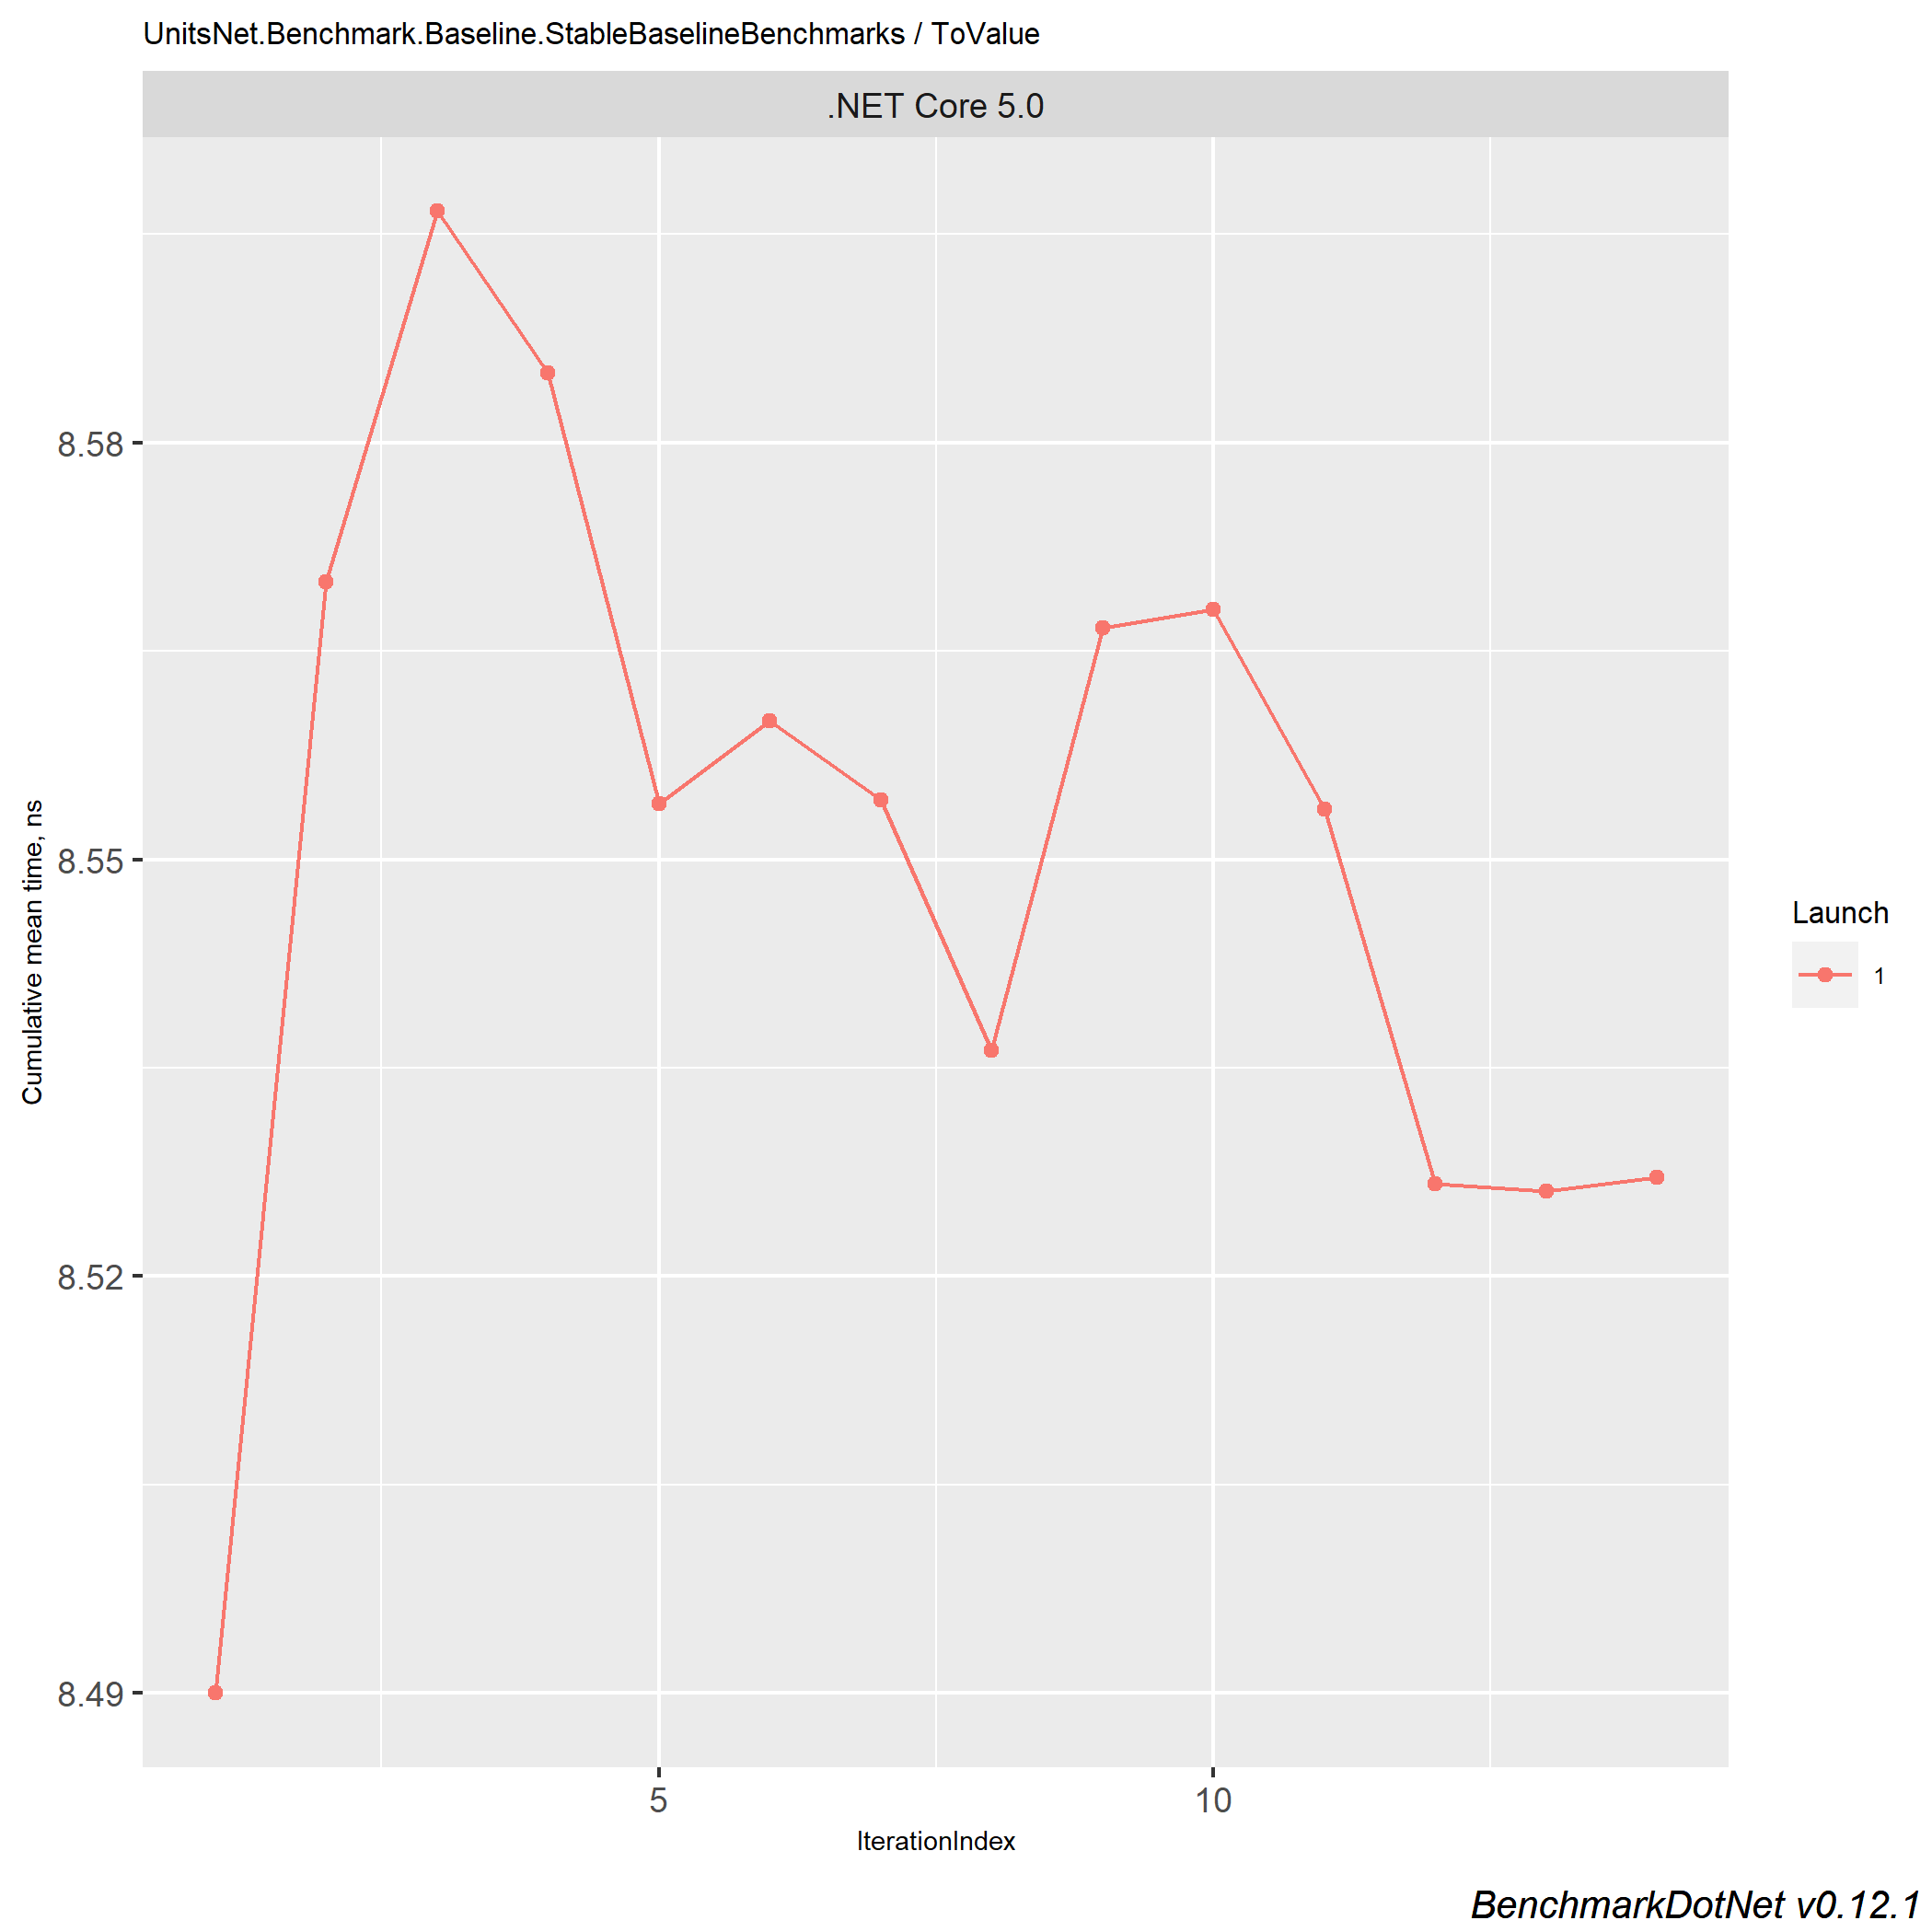 UnitsNet.Benchmark.Baseline.StableBaselineBenchmarks / ToValue
.NET Core 5.0
Cumulative mean time, ns
8.58
8.55
8.52
8.49
5
10
IterationIndex
Launch
1
BenchmarkDotNet v0.12.1